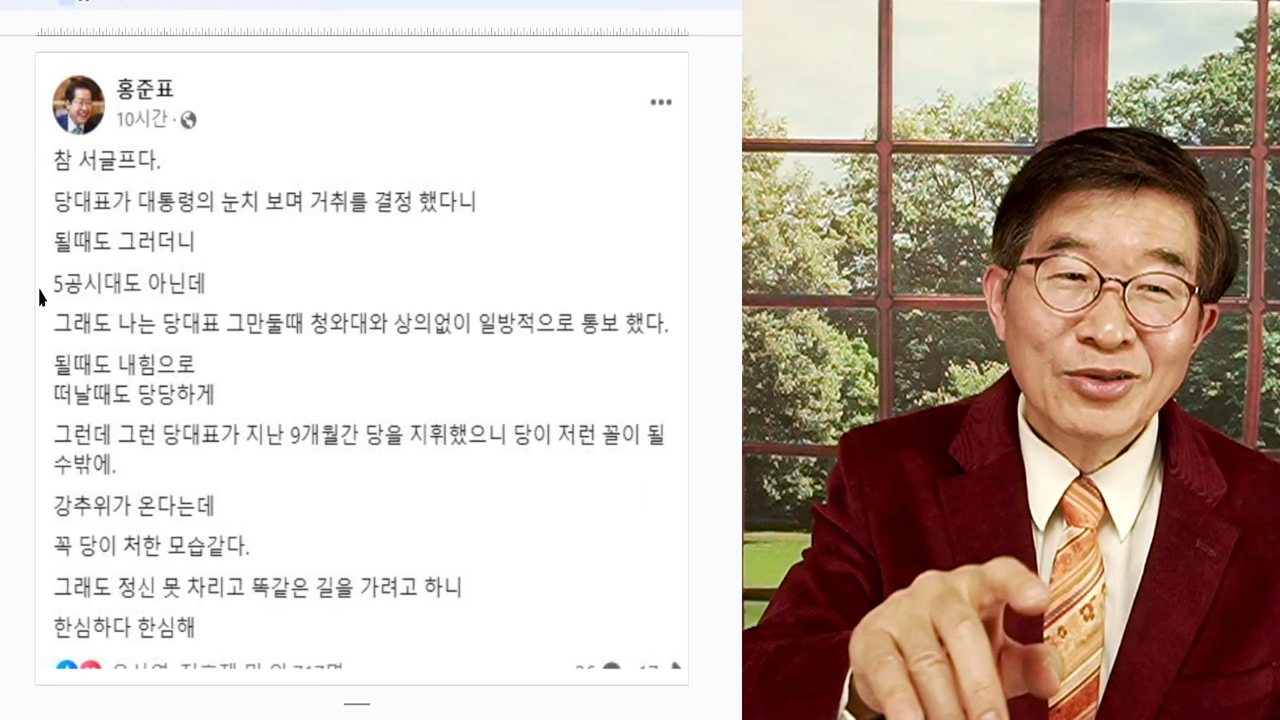 홍준표
10시간 ·
참 서글프다.
당대표가 대통령의 눈치 보며 거취를 결정 했다니
될때도 그러더니
5공시대도 아닌데
그래도 나는 당대표 그만둘때 청와대와 상의없이 일방적으로 통보 했다.
될때도 내힘으로
떠날때도 당당하게
그런데 그런 당대표가 지난 9개월간 당을 지휘했으니 당이 저런 꼴이 될
수밖에.
강추위가 온다는데
꼭 당이 처한 모습같다.
그래도 정신 못 차리고 똑같은 길을 가려고 하니
한심하다 한심해